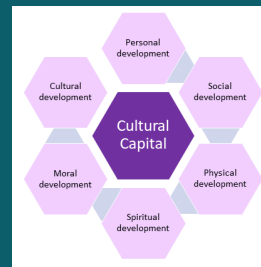 Personal
development
Cultural
development
Social
development
Cultural
Capital
Moral
development
Physical
development
Spiritual
development